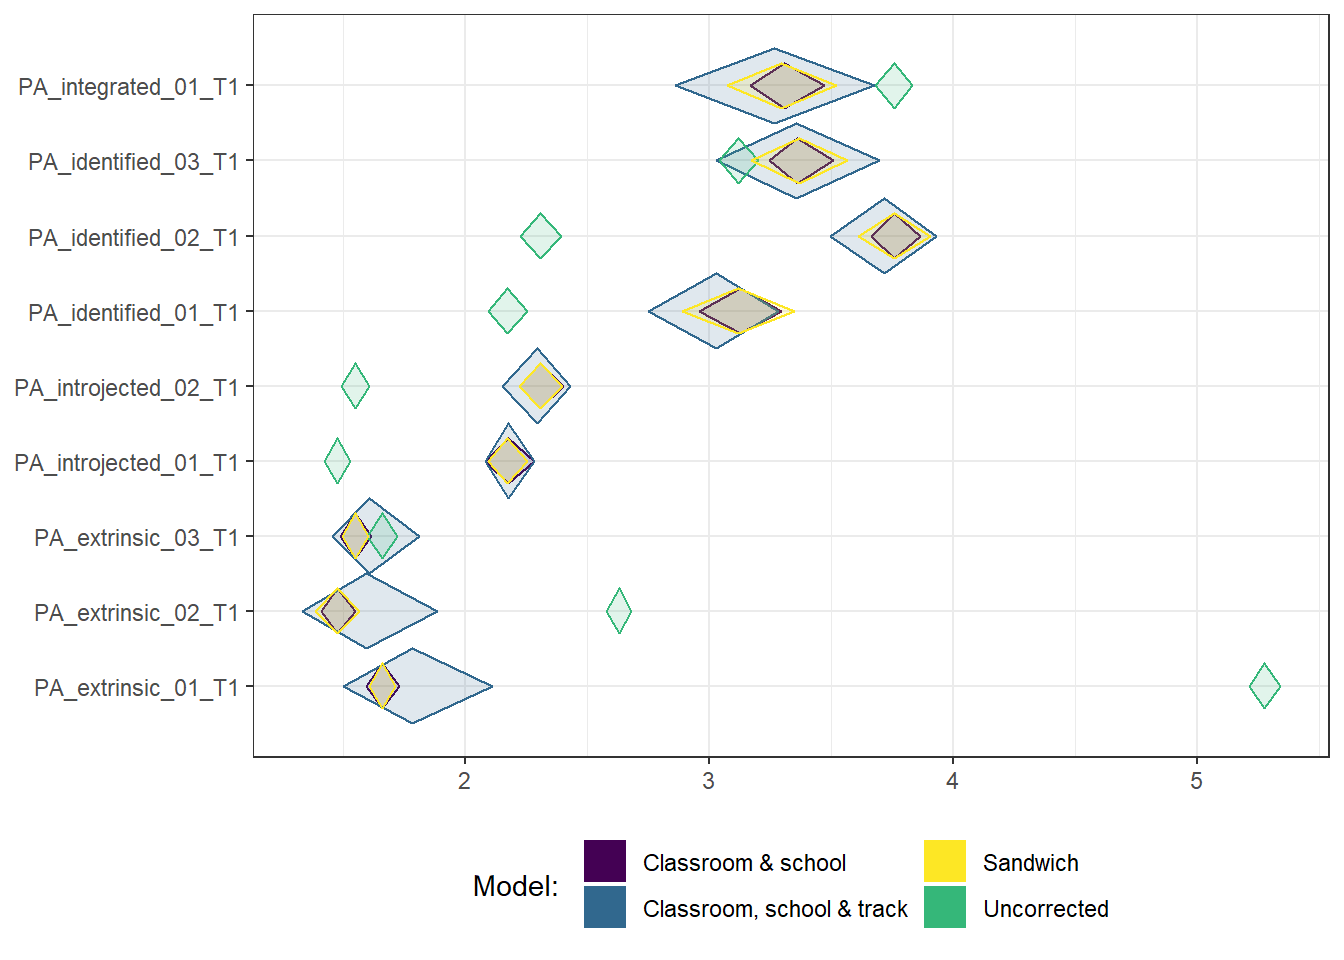 PA_integrated_01_T1
PA_identified_03_T1
PA_identified_02_T1
PA_identified_01_T1
PA_introjected_02_T1
PA_introjected_01_T1
PA_extrinsic_03_T1
PA_extrinsic_02_T1
PA_extrinsic_01_T1
2 3 4 5
Model:
Classroom & school
Classroom, school & track
Sandwich
Uncorrected